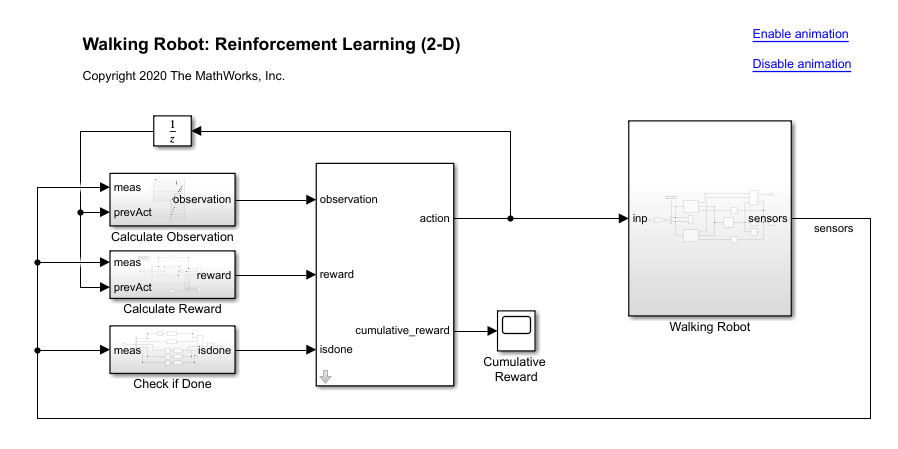 Walking Robot: Reinforcement Learning (2-D)
Enable animation
Copyright 2020 The MathWorks, Inc.
Disable animation
1
z
meas
observation
prevAct
Calculate Observation
meas
reward
prevAct
Calculate Reward
meas
isdone
Check if Done
observation
action
reward
cumulative_reward
isdone
Cumulative
Reward
inp
sensors
Walking Robot
sensors